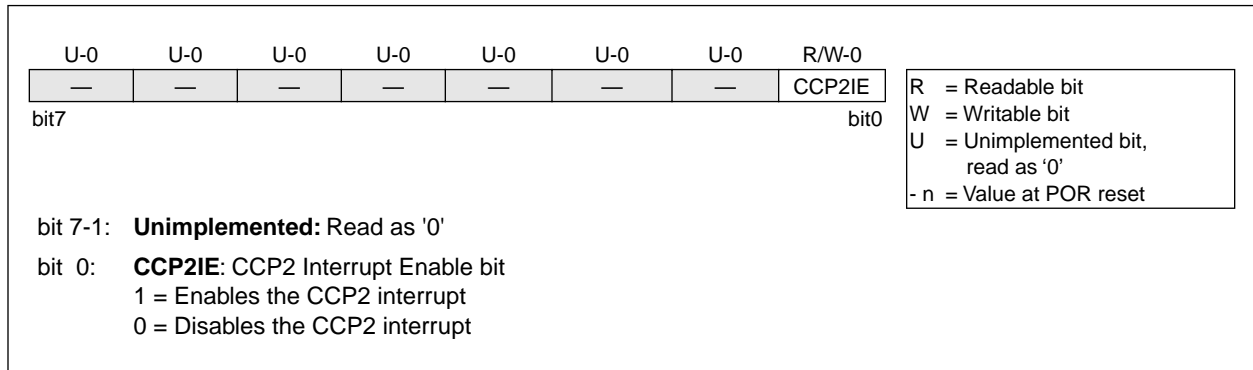 U-0 U-0 U-0 U-0 U-0 U-0 U-0 R/W-0
— — — — — — — CCP2IE
bit7 bit0
R = Readable bit
W = Writable bit
U = Unimplemented bit,
read as ‘0’
- n = Value at POR reset
bit 7-1: Unimplemented: Read as '0'
bit 0: CCP2IE: CCP2 Interrupt Enable bit
1 = Enables the CCP2 interrupt
0 = Disables the CCP2 interrupt